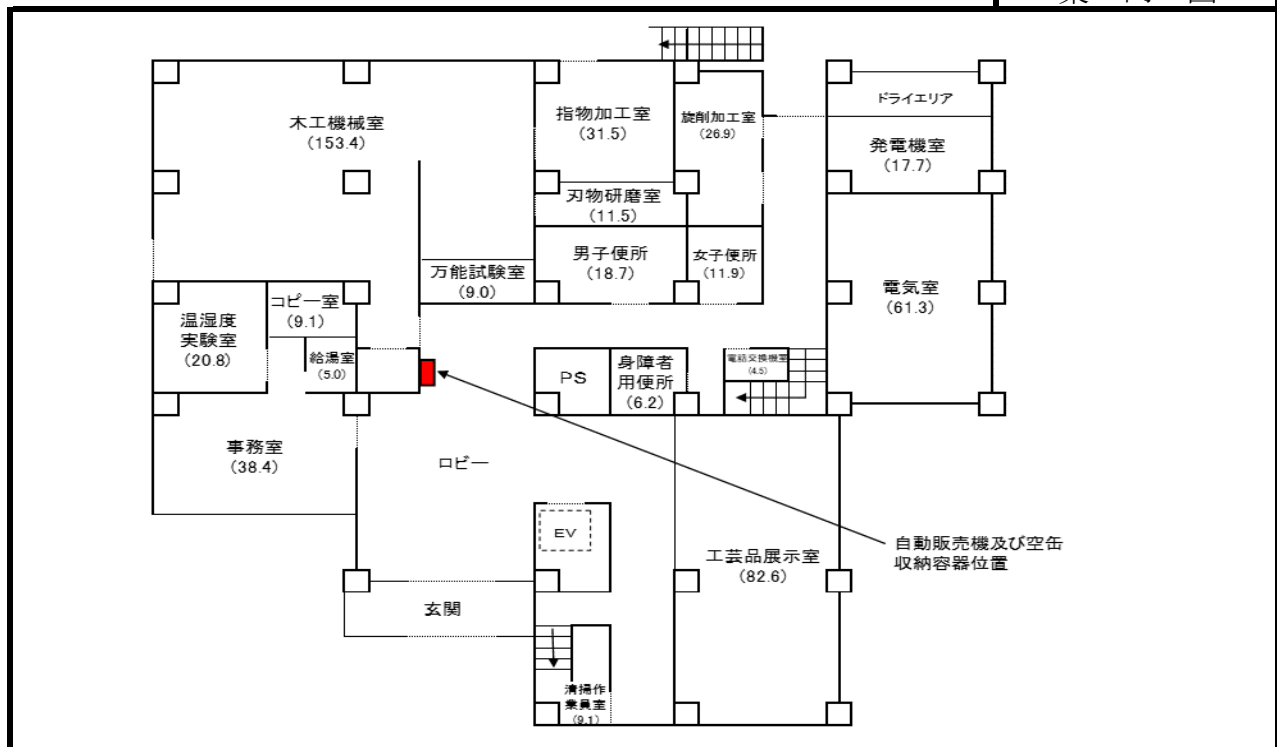 案 内 図
木工機械室
(153.4)
指物加工室
(31.5)
旋削加工室
(26.9)
ドライエリア
発電機室
(17.7)
刃物研磨室
(11.5)
万能試験室
(9.0)
男子便所
(18.7)
女子便所
(11.9)
電気室
(61.3)
コピー室
(9.1)
温湿度
実験室
(20.8)
給湯室
(5.0)
PS
身障者
用便所
(6.2)
電話交換機室
(4.5)
事務室
(38.4)
ロビー
EV
工芸品展示室
(82.6)
自動販売機及び空缶
収納容器位置
玄関
清掃作
業員室
(9.1)